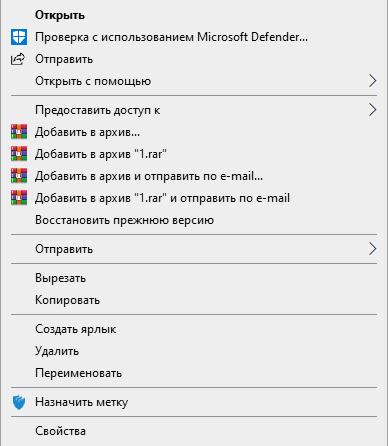 Открыть
Проверка с использованием Microsoft Defender...
Отправить
Открыть с помощью
Предоставить доступ к
Добавить в архив...
Добавить в архив "1.rar"
Добавить в архив и отправить по e-mail...
Добавить в архив "1.rar" и отправить по e-mail
Восстановить прежнюю версию
Отправить
Вырезать
Копировать
Создать ярлык
Удалить
Переименовать
Назначить метку
Свойства